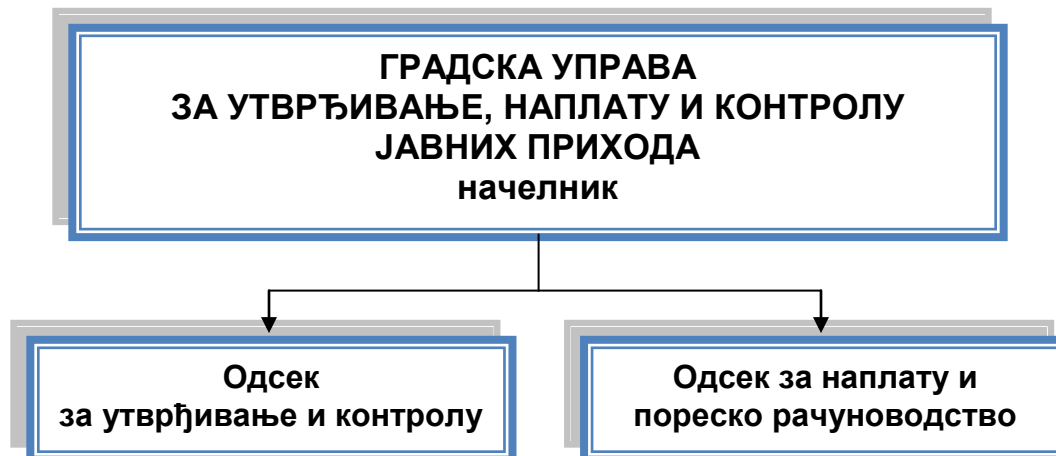 ГРАДСКА УПРАВА
ЗА УТВРЂИВАЊЕ, НАПЛАТУ И КОНТРОЛУ
ЈАВНИХ ПРИХОДА
начелник
Одсек
за утврђивање и контролу
Одсек за наплату и
пореско рачуноводство